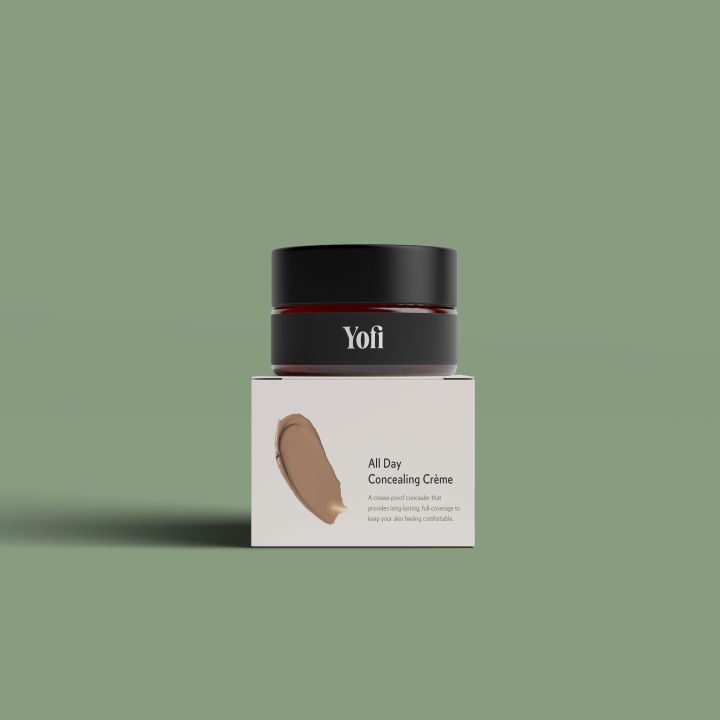 Yofi
All Day
Concealing Crème
A crease-proof concealer that
provides long-lasting, full-coverage to
keep your skin feeling comfortable.